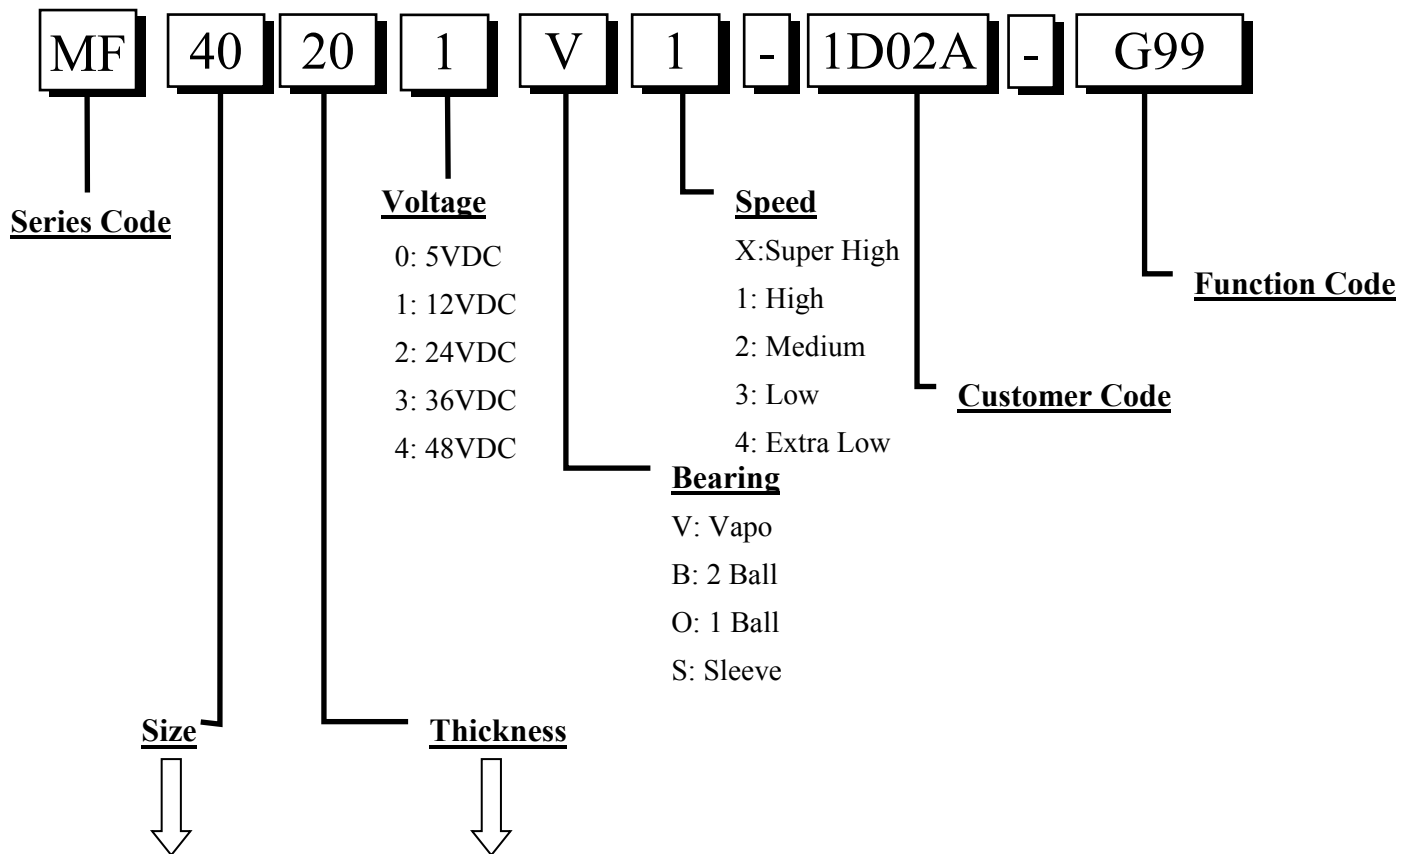 MF 40 20 1 V 1 - 1D02A - G99
Series Code
Voltage
0: 5VDC
1: 12VDC
2: 24VDC
3: 36VDC
4: 48VDC
Speed
X:Super High
1: High
2: Medium
3: Low
4: Extra Low
Function Code
Customer Code
Bearing
V: Vapo
B: 2 Ball
O: 1 Ball
S: Sleeve
Size
Thickness